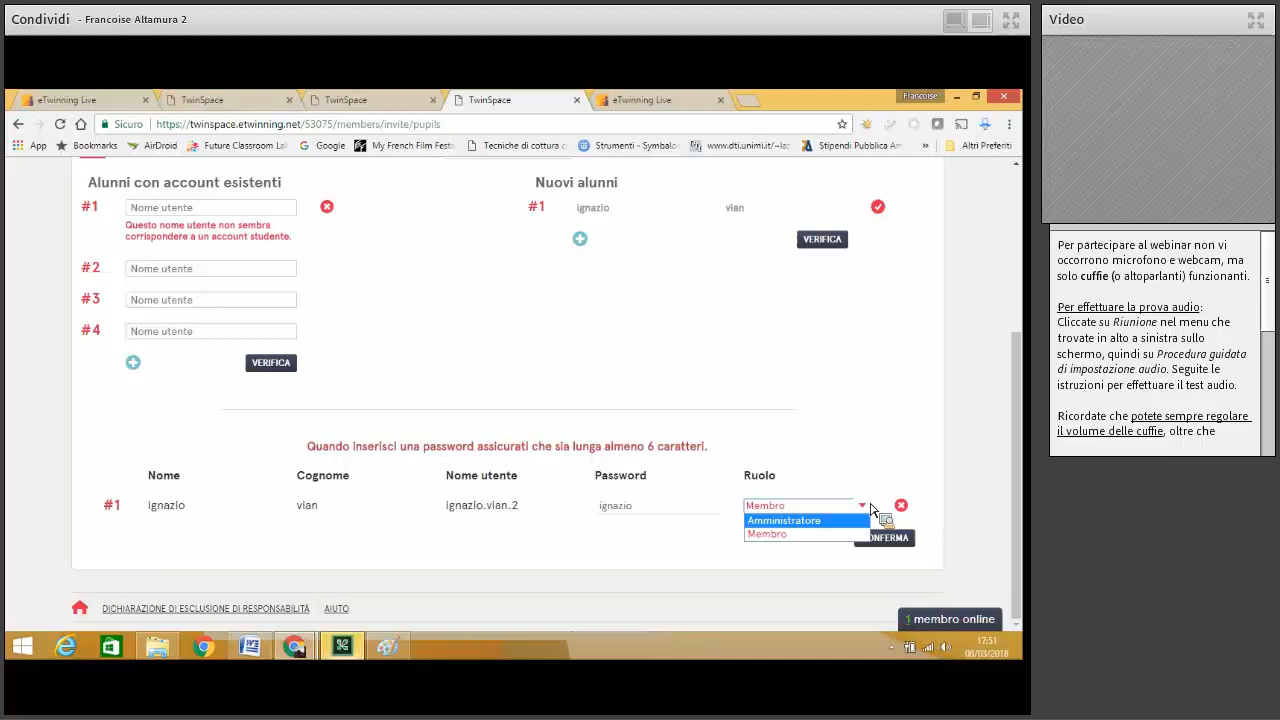 Condividi - Francoise Altamura 2
Video
eTwinning Live
TwinSpace
TwinSpace
TwinSpace
eTwinning Live
Francoise
Sicuro https://twinspace.etwinning.net/53075/members/invite/pupils
App Bookmarks AirDroid Future Classroom Lab Google My French Film Festi Tecniche di cottura c Strumenti - Symbalo www.dti.unimi.it/~la Stipendi Pubblica Am » Altri Preferiti
Alunni con account esistenti
Nuovi alunni
#1 Nome utente
#1 ignazio vian
Questo nome utente non sembra
corrispondere a un account studente.
VERIFICA
#2 Nome utente
#3 Nome utente
#4 Nome utente
VERIFICA
Quando inserisci una password assicurati che sia lunga almeno 6 caratteri.
Nome Cognome Nome utente Password Ruolo
#1 ignazio vian ignazio.vian.2 ignazio Membro
Amministratore
Membro
DICHIARAZIONE DI ESCLUSIONE DI RESPONSABILITÀ AIUTO
1 membro online
17:51
08/03/2018
Per partecipare al webinar non vi
occorrono microfono e webcam, ma
solo cuffie (o altoparlanti) funzionanti.
Per effettuare la prova audio:
Cliccate su Riunione nel menu che
trovate in alto a sinistra sullo
schermo, quindi su Procedura guidata
di impostazione audio. Seguite le
istruzioni per effettuare il test audio.
Ricordate che potete sempre regolare
il volume delle cuffie, oltre che